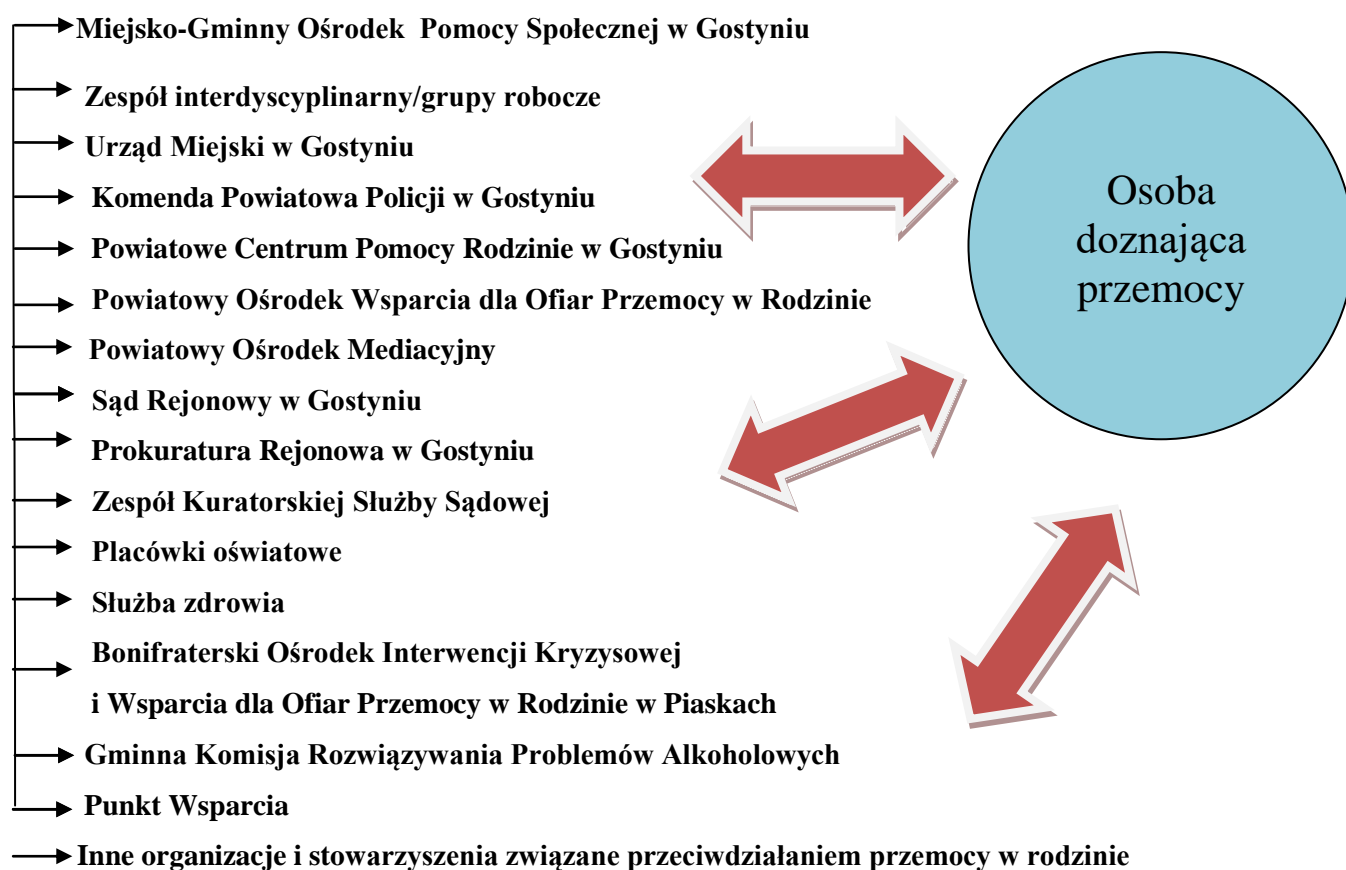 Miejsko-Gminny Ośrodek Pomocy Społecznej w Gostyniu
Zespół interdyscyplinarny/grupy robocze
Urząd Miejski w Gostyniu
Komenda Powiatowa Policji w Gostyniu
Powiatowe Centrum Pomocy Rodzinie w Gostyniu
Powiatowy Ośrodek Wsparcia dla Ofiar Przemocy w Rodzinie
Powiatowy Ośrodek Mediacyjny
Sąd Rejonowy w Gostyniu
Prokuratura Rejonowa w Gostyniu
Zespół Kuratorskiej Służby Sądowej
Placówki oświatowe
Służba zdrowia
Bonifraterski Ośrodek Interwencji Kryzysowej
i Wsparcia dla Ofiar Przemocy w Rodzinie w Piaskach
Gminna Komisja Rozwiązywania Problemów Alkoholowych
Punkt Wsparcia
Inne organizacje i stowarzyszenia związane przeciwdziałaniem przemocy w rodzinie
Osoba
doznająca
przemocy